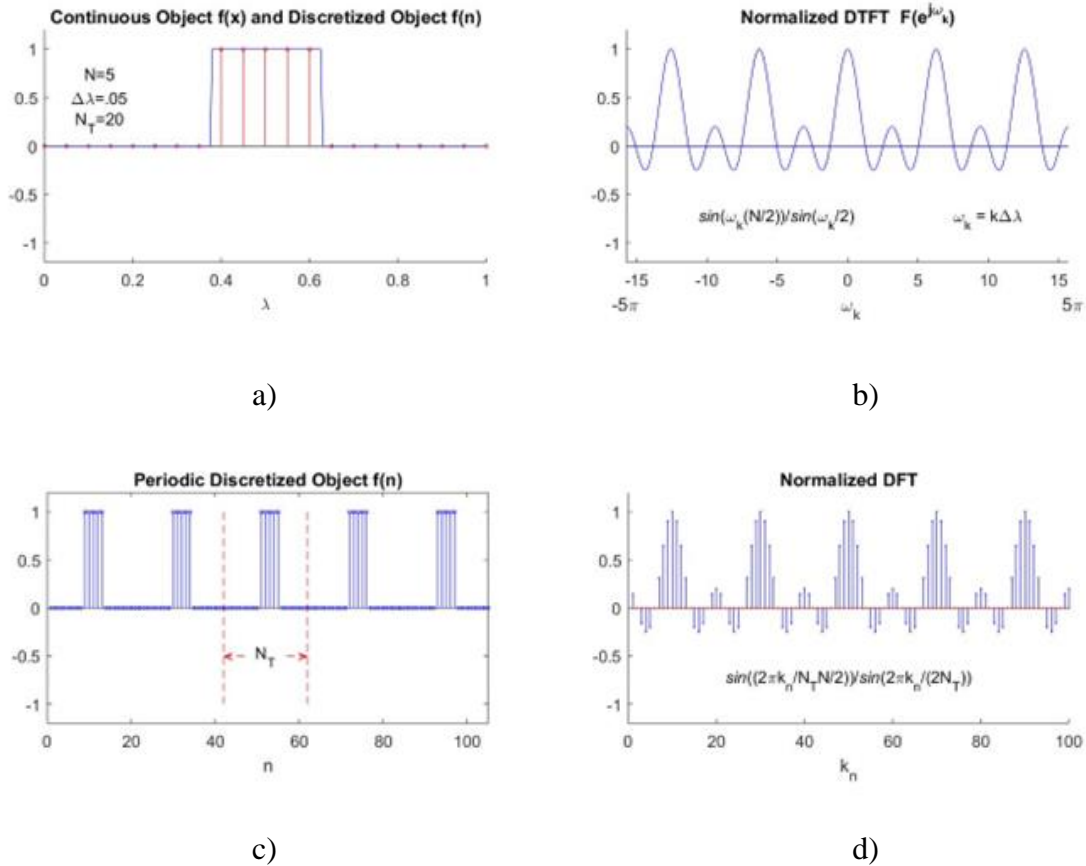 Continuous Object f(x) and Discretized Object f(n)
1
0.5
0
-0.5
-1
N=5
Δλ=.05
N_T=20
0 0.2 0.4 0.6 0.8 1
λ
a)
Normalized DTFT F(e^jω_k)
1
0.5
0
-0.5
-1
sin(ω_k(N/2))/sin(ω_k/2) ω_k = kΔλ
-15 -10 -5 0 5 10 15
-5π 5π
ω_k
b)
Periodic Discretized Object f(n)
1
0.5
0
-0.5
-1
N_T
0 20 40 60 80 100
n
c)
Normalized DFT
1
0.5
0
-0.5
-1
sin((2πk_n/N_TN/2))/sin(2πk_n/(2N_T))
0 20 40 60 80 100
k_n
d)